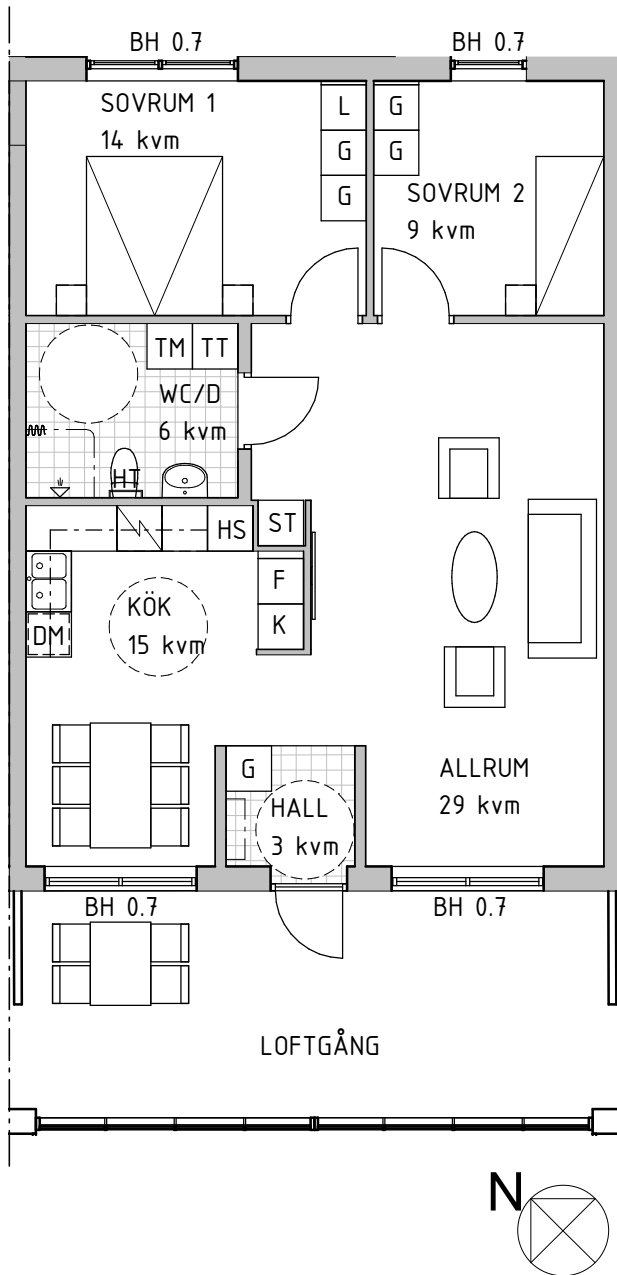 BH 0.7
BH 0.7
SOVRUM 1
14 kvm
L
G
G
G
G
SOVRUM 2
9 kvm
TM
TT
WC/D
6 kvm
HT
HS
ST
F
K
KÖK
15 kvm
DM
G
HALL
3 kvm
ALLRUM
29 kvm
BH 0.7
BH 0.7
LOFTGÅNG
N